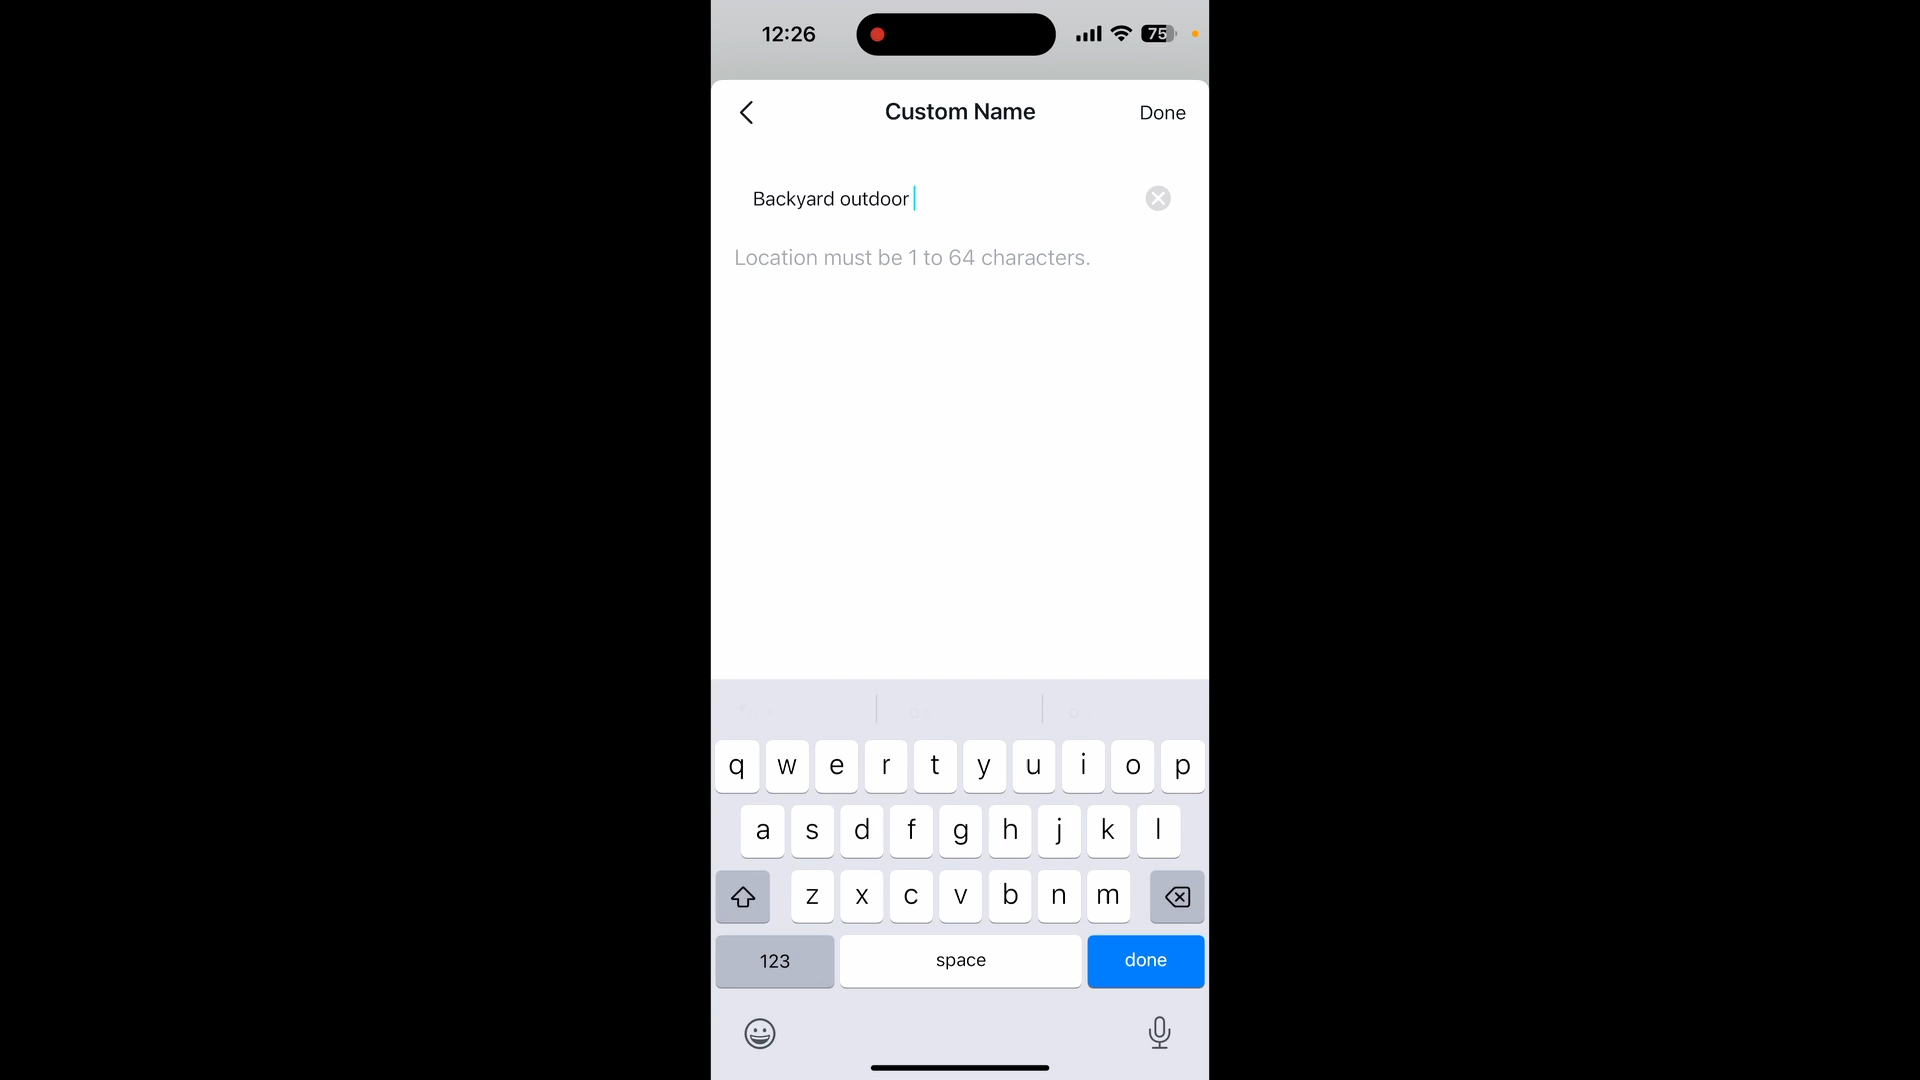 12:26
75
Custom Name
Done
Backyard outdoor
Location must be 1 to 64 characters.
q w e r t y u i o p
a s d f g h j k l
z x c v b n m
123 space done